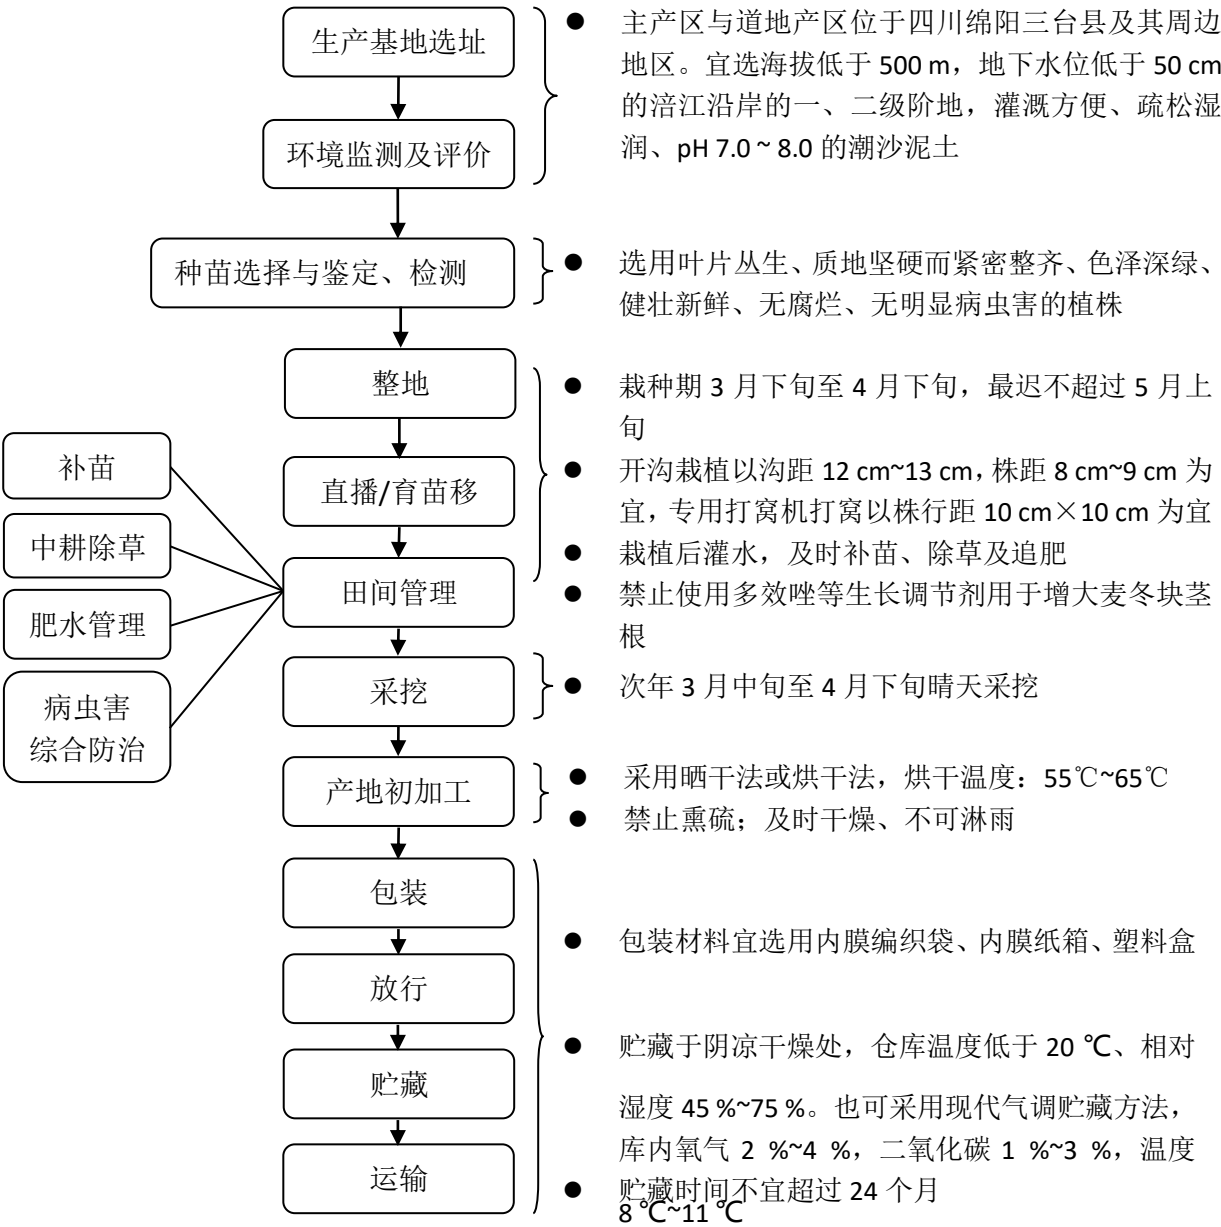 生产基地选址
环境监测及评价
主产区与道地产区位于四川绵阳三台县及其周边
地区。宜选海拔低于 500 m，地下水位低于 50 cm
的涪江沿岸的一、二级阶地，灌溉方便、疏松湿
润、pH 7.0 ~ 8.0 的潮沙泥土
种苗选择与鉴定、检测
选用叶片丛生、质地坚硬而紧密整齐、色泽深绿、
健壮新鲜、无腐烂、无明显病虫害的植株
整地
直播/育苗移
田间管理
补苗
中耕除草
肥水管理
病虫害
综合防治
栽种期 3 月下旬至 4 月下旬，最迟不超过 5 月上
旬
开沟栽植以沟距 12 cm~13 cm，株距 8 cm~9 cm 为
宜，专用打窝机打窝以株行距 10 cm×10 cm 为宜
栽植后灌水，及时补苗、除草及追肥
禁止使用多效唑等生长调节剂用于增大麦冬块茎
根
采挖
次年 3 月中旬至 4 月下旬晴天采挖
产地初加工
采用晒干法或烘干法，烘干温度：55℃~65℃
禁止熏硫；及时干燥、不可淋雨
包装
放行
贮藏
运输
包装材料宜选用内膜编织袋、内膜纸箱、塑料盒
贮藏于阴凉干燥处，仓库温度低于 20 ℃、相对
湿度 45 %~75 %。也可采用现代气调贮藏方法，
库内氧气 2 %~4 %，二氧化碳 1 %~3 %，温度
8 ℃~11 ℃
贮藏时间不宜超过 24 个月